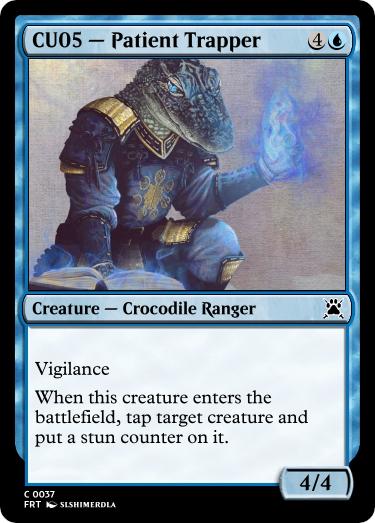 CU05 — Patient Trapper 4
Creature — Crocodile Ranger
Vigilance
When this creature enters the
battlefield, tap target creature and
put a stun counter on it.
4/4
C 0037
FRT SLSHIMERDLA